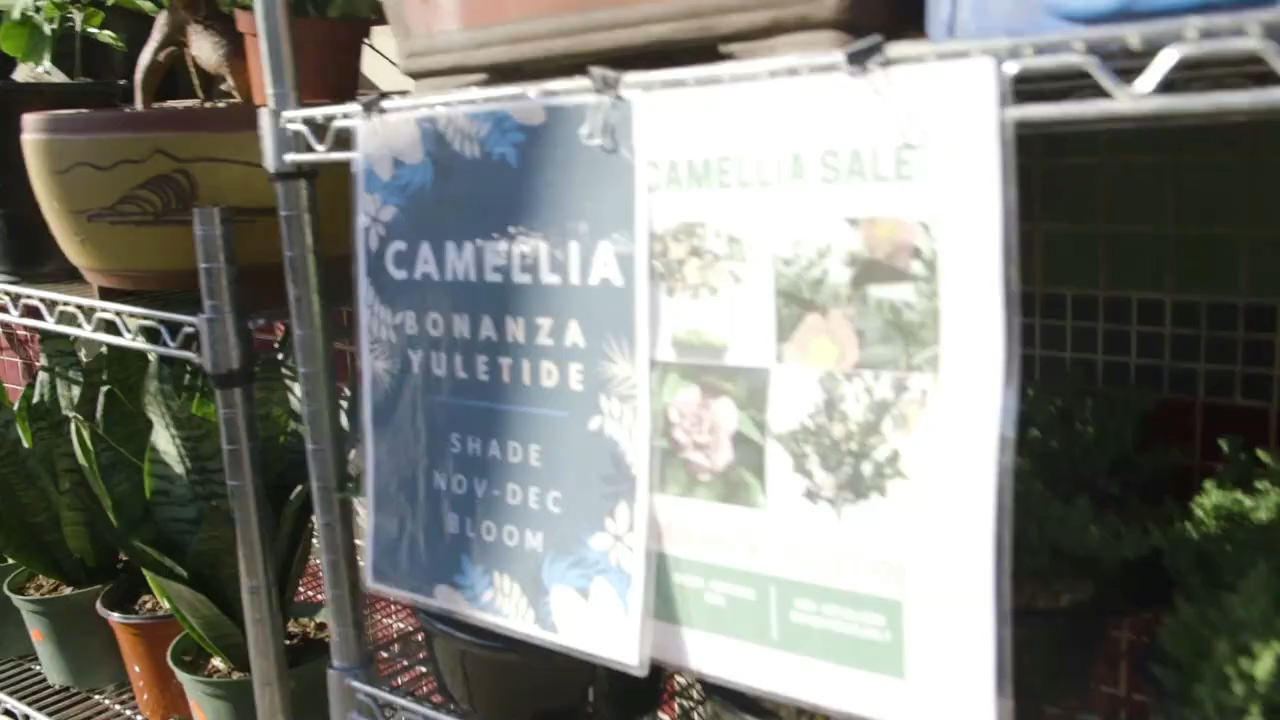 CAMELLIA
BONANZA
YULETIDE
SHADE
NOV-DEC
BLOOM
CAMELLIA SALE